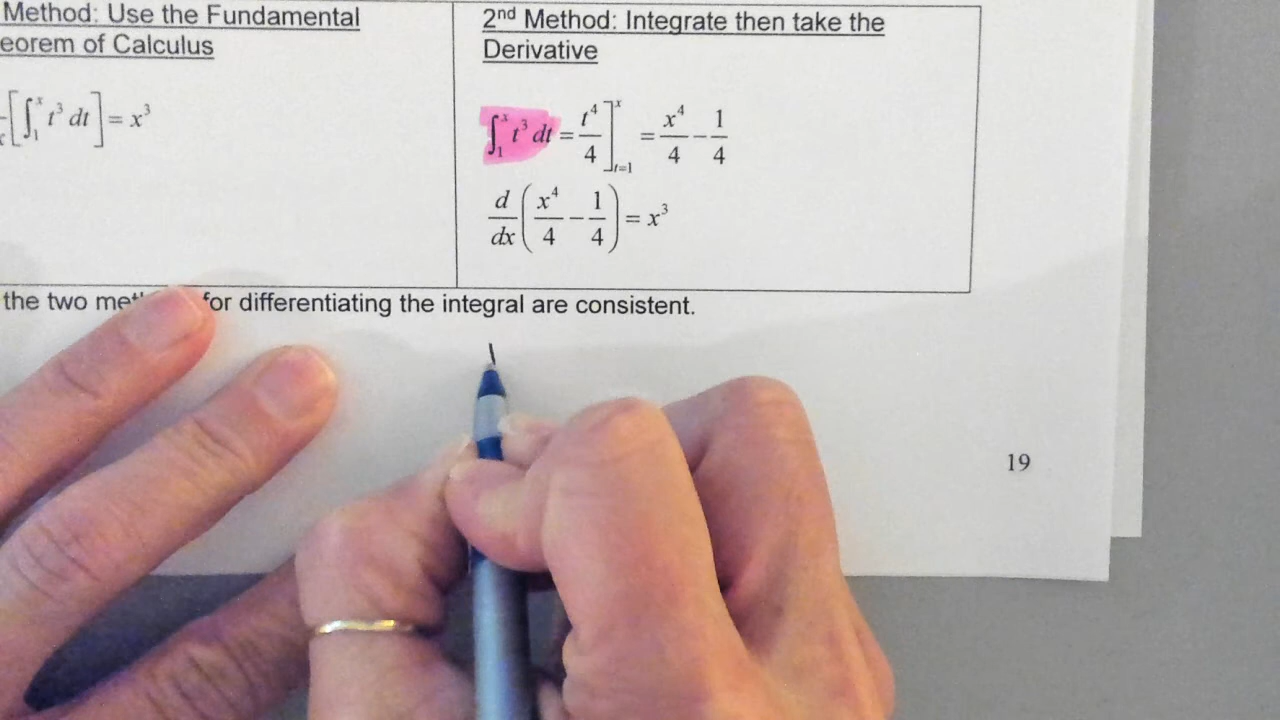 Method: Use the Fundamental
eorem of Calculus
[∫₁ˣ t³ dt] = x³
2nd Method: Integrate then take the
Derivative
∫₁ˣ t³ dt = t⁴/4 ]ˣₜ₌₁ = x⁴/4 − 1/4
d/dx (x⁴/4 − 1/4) = x³
the two for differentiating the integral are consistent.
19